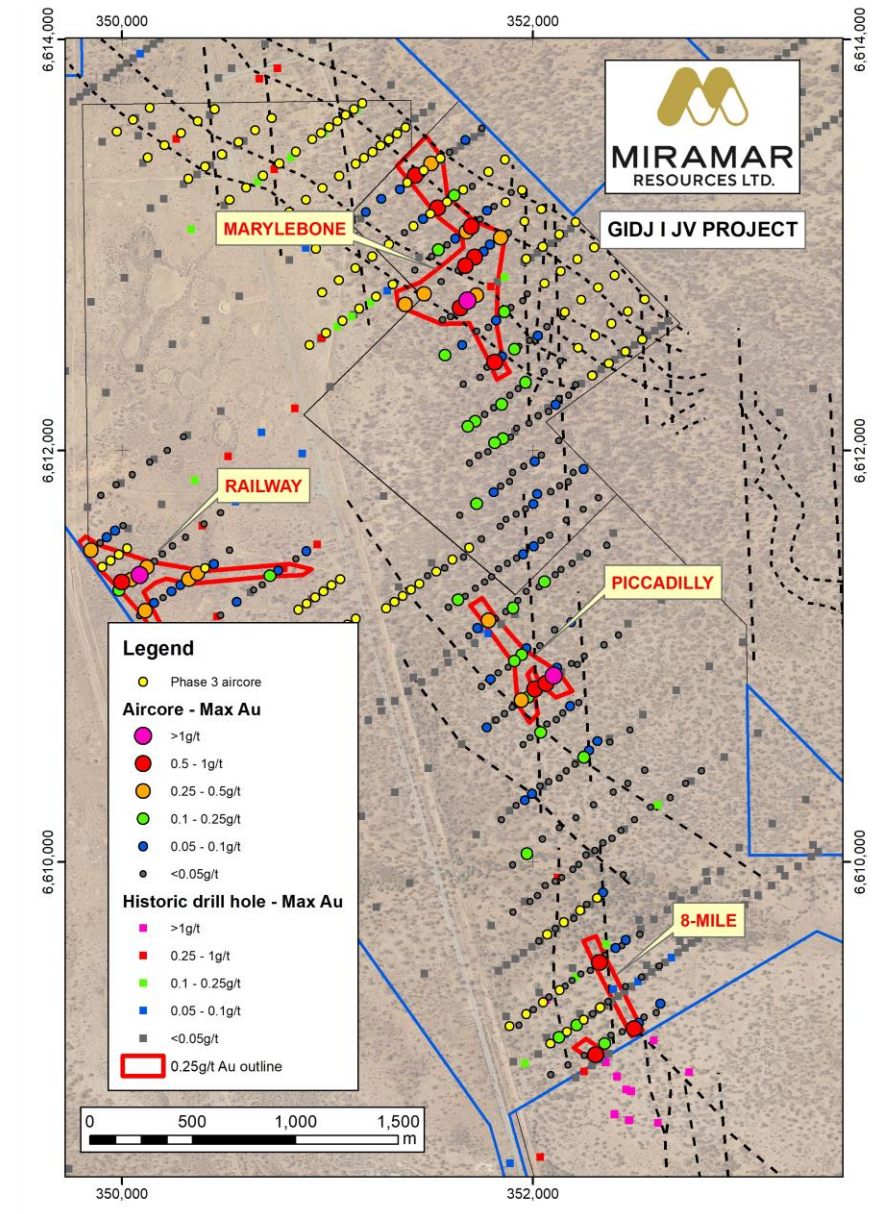 350,000
352,000
6,614,000
6,614,000
MIRAMAR
RESOURCES LTD.
GIDJ I JV PROJECT
MARYLEBONE
6,612,000
6,612,000
RAILWAY
PICCADILLY
Legend
Phase 3 aircore
Aircore - Max Au
>1g/t
0.5 - 1g/t
0.25 - 0.5g/t
0.1 - 0.25g/t
0.05 - 0.1g/t
<0.05g/t
Historic drill hole - Max Au
>1g/t
0.25 - 1g/t
0.1 - 0.25g/t
0.05 - 0.1g/t
<0.05g/t
0.25g/t Au outline
6,610,000
6,610,000
8-MILE
0 500 1,000 1,500
m
350,000
352,000